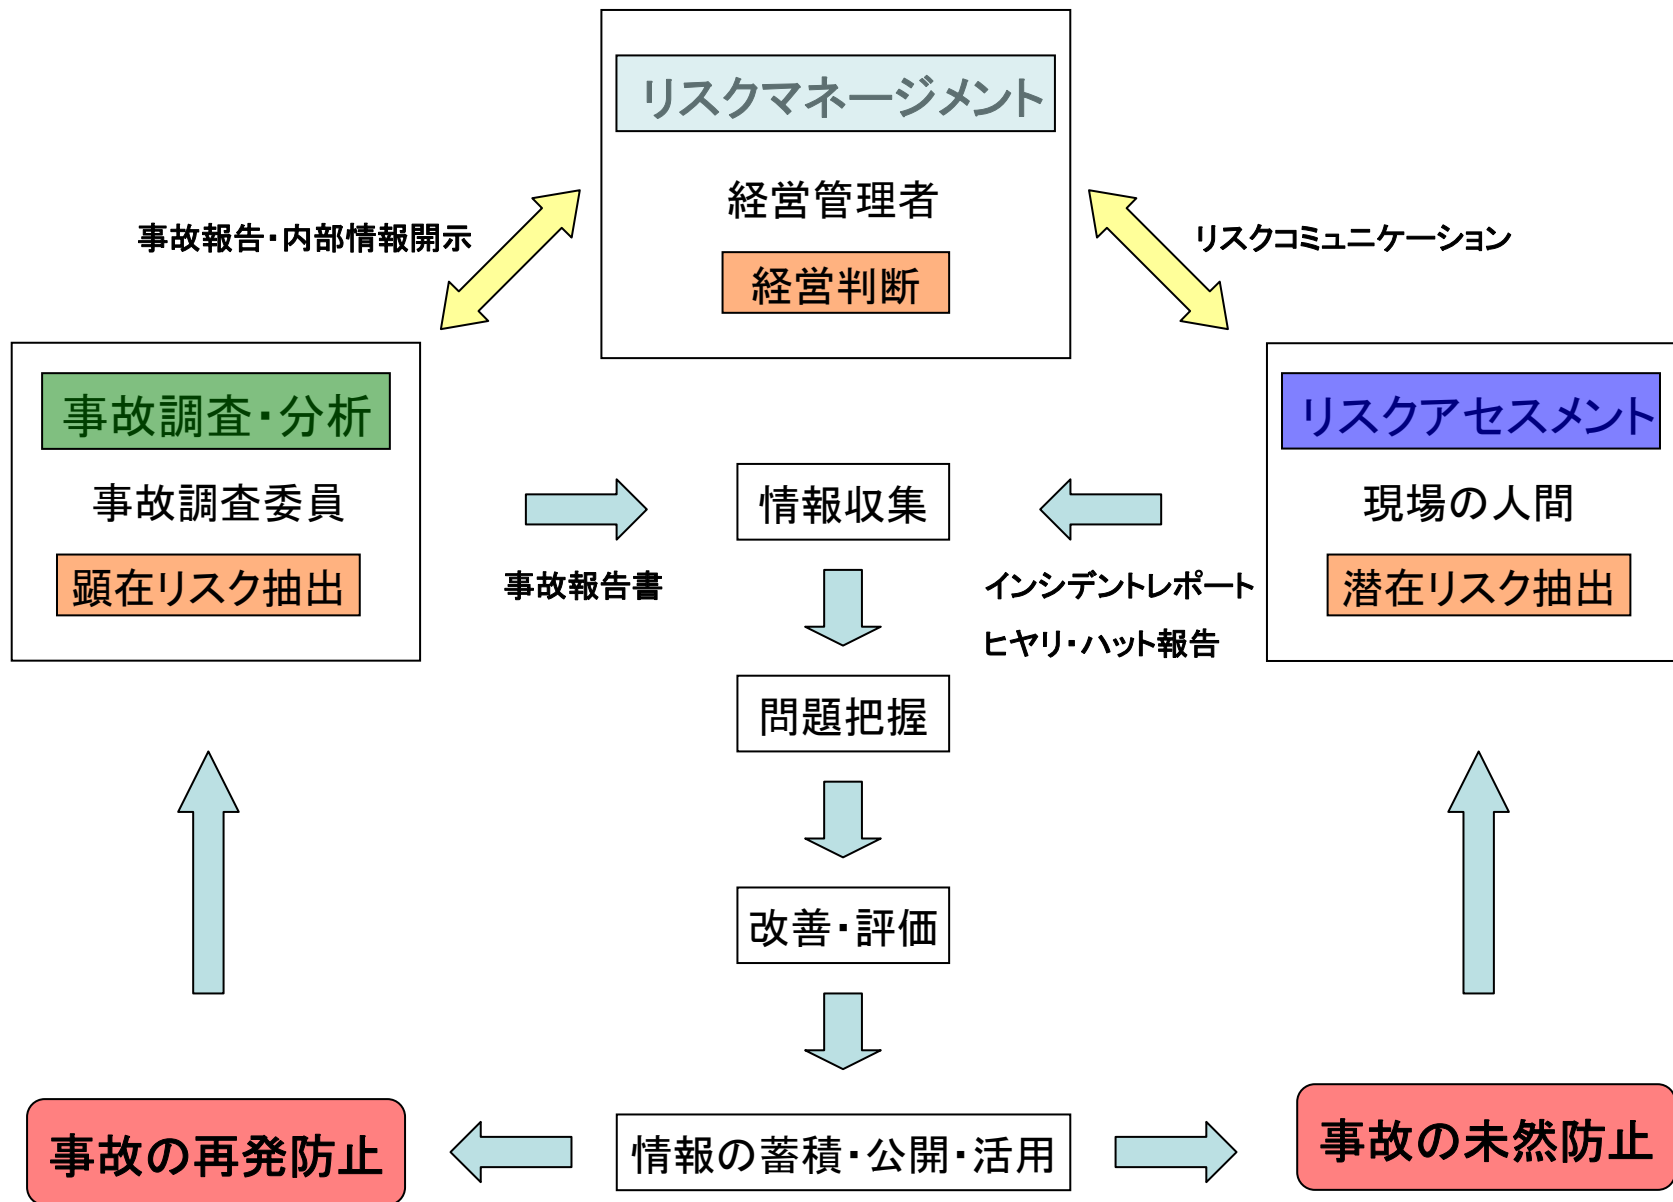 リスクマネージメント
経営管理者
経営判断
事故報告・内部情報開示
リスクコミュニケーション
事故調査・分析
事故調査委員
顕在リスク抽出
リスクアセスメント
現場の人間
潜在リスク抽出
情報収集
事故報告書
インシデントレポート
ヒヤリ・ハット報告
問題把握
改善・評価
事故の再発防止
情報の蓄積・公開・活用
事故の未然防止